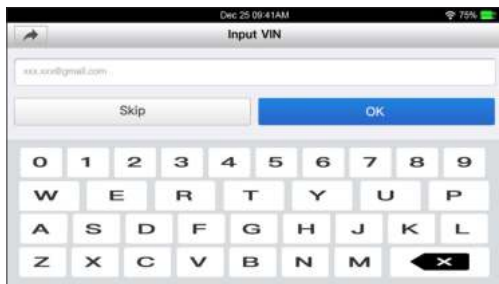 Dec 25 09:41AM 75%
Input VIN
xxx.xxx@gmail.com
Skip OK
0 1 2 3 4 5 6 7 8 9
W E R T Y U P
A S D F G H J K L
Z X C V B N M